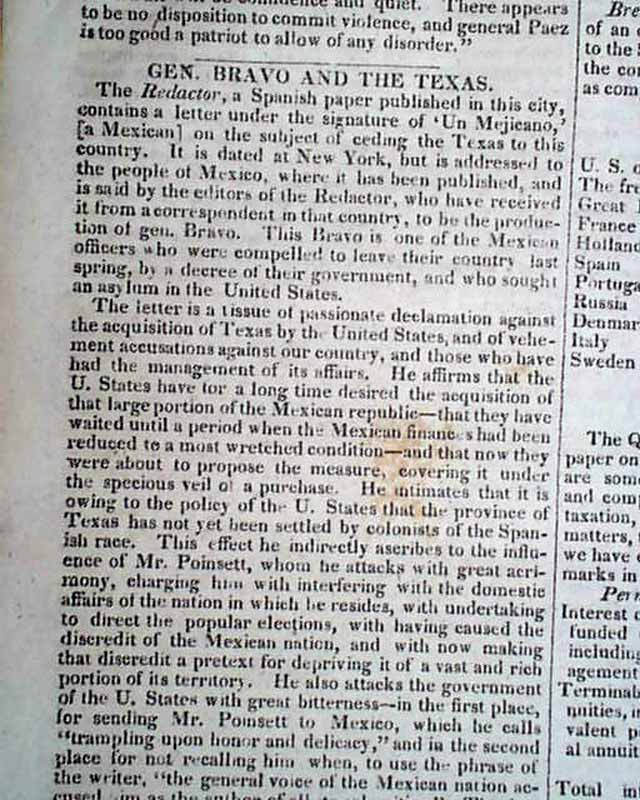 to be no disposition to commit violence, and general Paez
is too good a patriot to allow of any disorder."
GEN. BRAVO AND THE TEXAS.
The Redactor, a Spanish paper published in this city,
contains a letter under the signature of 'Un Mejicano,'
[a Mexican] on the subject of ceding the Texas to this
country. It is dated at New York, but is addressed to
the people of Mexico, where it has been published, and
is said by the editors of the Redactor, who have received
it from a correspondent in that country, to be the produc-
tion of gen. Bravo. This Bravo is one of the Mexican
officers who were compelled to leave their country last
spring, by a decree of their government, and who sought
an asylum in the United States.
The letter is a tissue of passionate declamation against
the acquisition of Texas by the United States, and of vehe-
ment accusations against our country, and those who have
had the management of its affairs. He affirms that the
U. States have for a long time desired the acquisition of
that large portion of the Mexican republic—that they have
waited until a period when the Mexican finances had been
reduced to a most wretched condition—and that now they
were about to propose the measure, covering it under
the specious veil of a purchase. He intimates that it is
owing to the policy of the U. States that the province of
Texas has not yet been settled by colonists of the Span-
ish race. This effect he indirectly ascribes to the influ-
ence of Mr. Poinsett, whom he attacks with great acri-
mony, charging him with interfering with the domestic
affairs of the nation in which he resides, with undertaking
to direct the popular elections, with having caused the
discredit of the Mexican nation, and with now making
that discredit a pretext for depriving it of a vast and rich
portion of its territory. He also attacks the government
of the U. States with great bitterness—in the first place,
for sending Mr. Poinsett to Mexico, which he calls
"trampling upon honor and delicacy," and in the second
place for not recalling him when, to use the phrase of
the writer, "the general voice of the Mexican nation ac-
Bre
of an
to the
the co
as com
U. S. o
The fr
Great
France
Holland
Spain
Portuga
Russia
Denmar
Italy
Sweden
The Q
paper on
are som
and com
taxation,
matters,
we have
marks in
Perm
Interest o
funded
including
agement
Terminal
nuities, i
valent p
al annuit
Total in